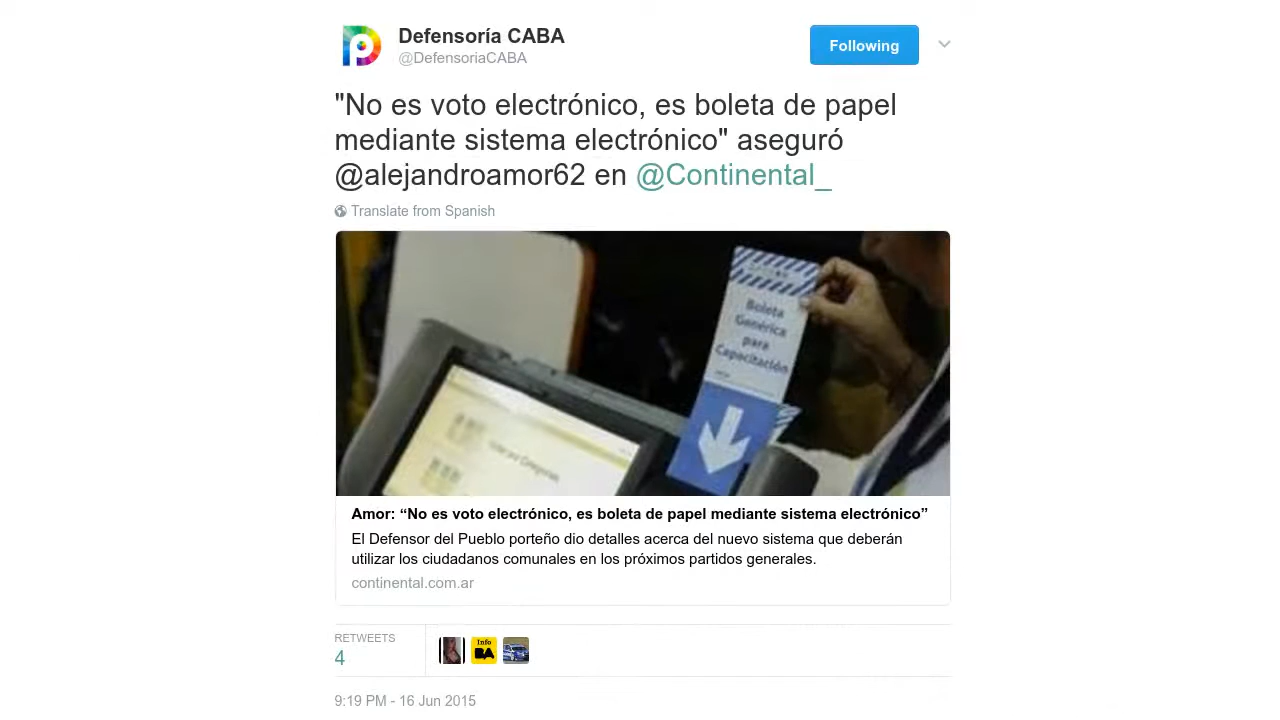 Defensoría CABA
@DefensoriaCABA
Following
"No es voto electrónico, es boleta de papel
mediante sistema electrónico" aseguró
@alejandroamor62 en @Continental_
Translate from Spanish
Boleta
Genérica
para
Capacitación
Amor: “No es voto electrónico, es boleta de papel mediante sistema electrónico”
El Defensor del Pueblo porteño dio detalles acerca del nuevo sistema que deberán
utilizar los ciudadanos comunales en los próximos partidos generales.
continental.com.ar
RETWEETS
4
Info
BA
9:19 PM - 16 Jun 2015